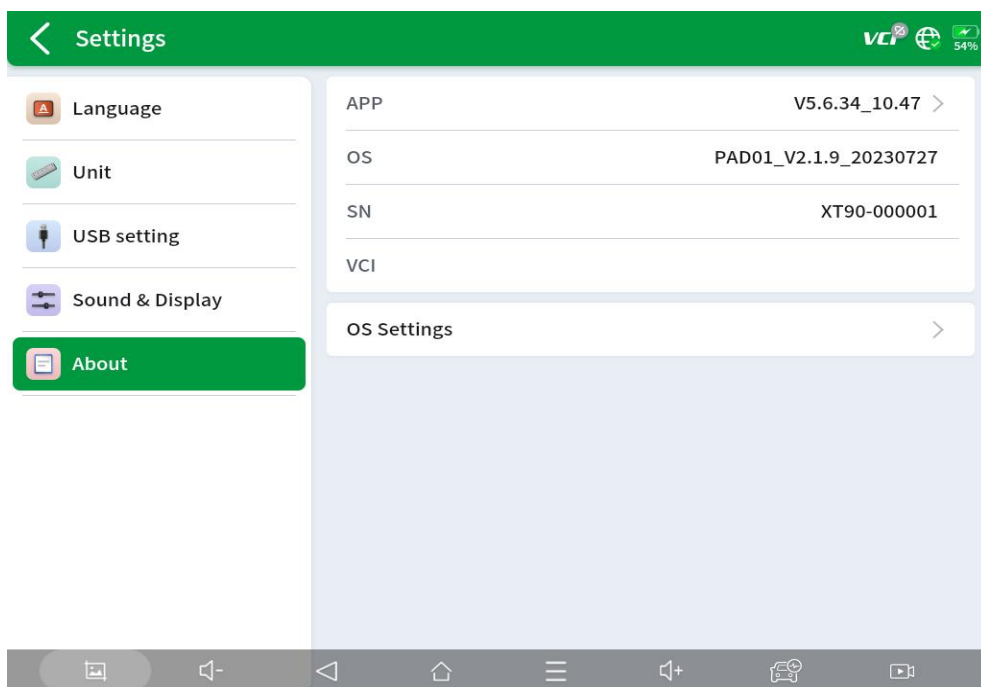 Settings
VCI
54%
Language
Unit
USB setting
Sound & Display
About
APP V5.6.34_10.47
OS PAD01_V2.1.9_20230727
SN XT90-000001
VCI
OS Settings